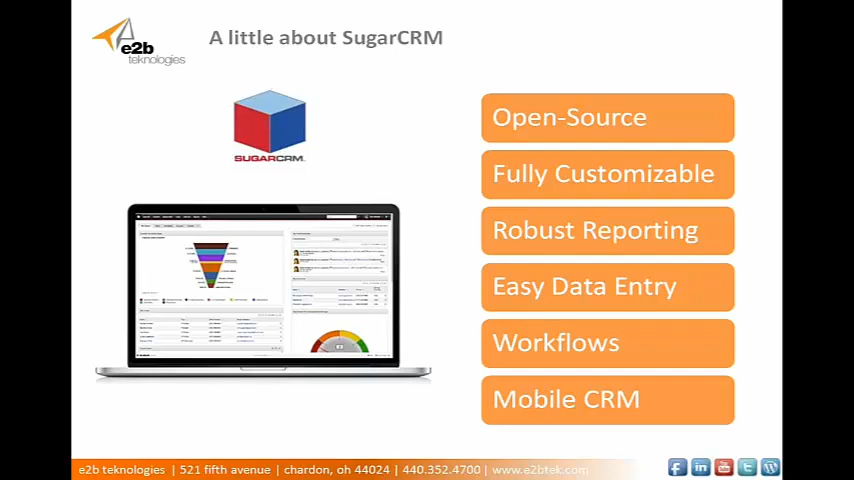 e2b
teknologies
A little about SugarCRM
SUGARCRM.
Open-Source
Fully Customizable
Robust Reporting
Easy Data Entry
Workflows
Mobile CRM
e2b teknologies | 521 fifth avenue | chardon, oh 44024 | 440.352.4700 | www.e2btek.com